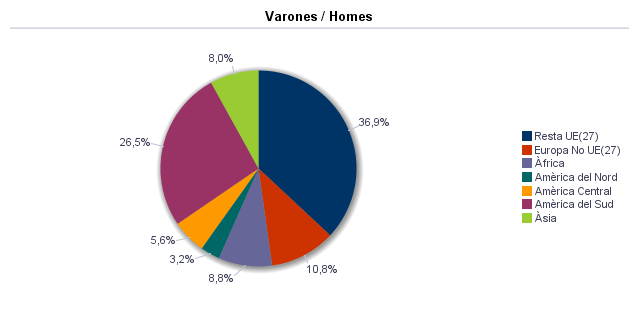 Varones / Homes
8,0%
36,9%
26,5%
5,6%
3,2%
8,8%
10,8%
Resta UE(27)
Europa No UE(27)
Àfrica
Amèrica del Nord
Amèrica Central
Amèrica del Sud
Àsia